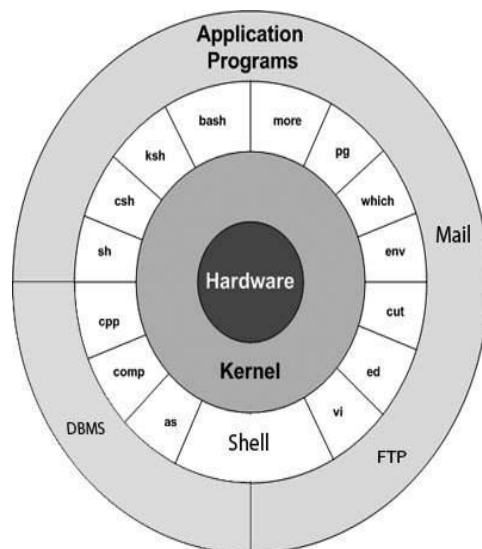 Application
Programs
bash
more
ksh
pg
csh
which
sh
env
Mail
Hardware
cpp
cut
comp
Kernel
ed
DBMS
as
Shell
vi
FTP